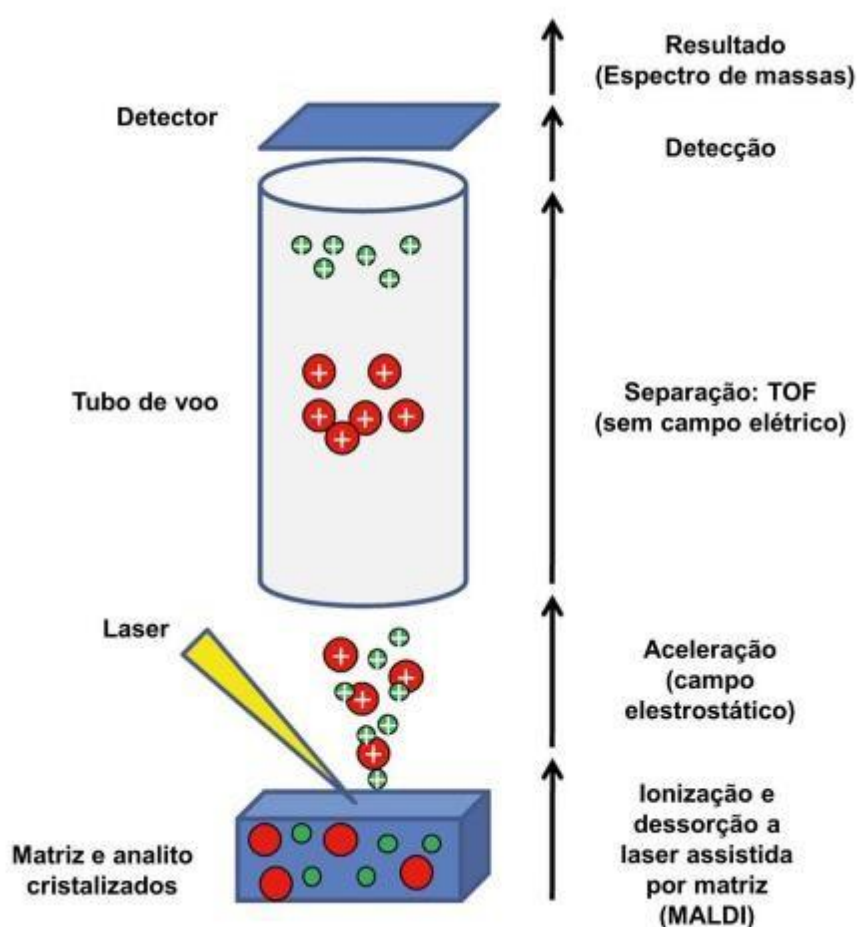 Resultado
(Espectro de massas)
Detector
Detecção
Tubo de voo
Separação: TOF
(sem campo elétrico)
Laser
Aceleração
(campo
elestrostático)
Matriz e analito
cristalizados
Ionização e
dessorção a
laser assistida
por matriz
(MALDI)